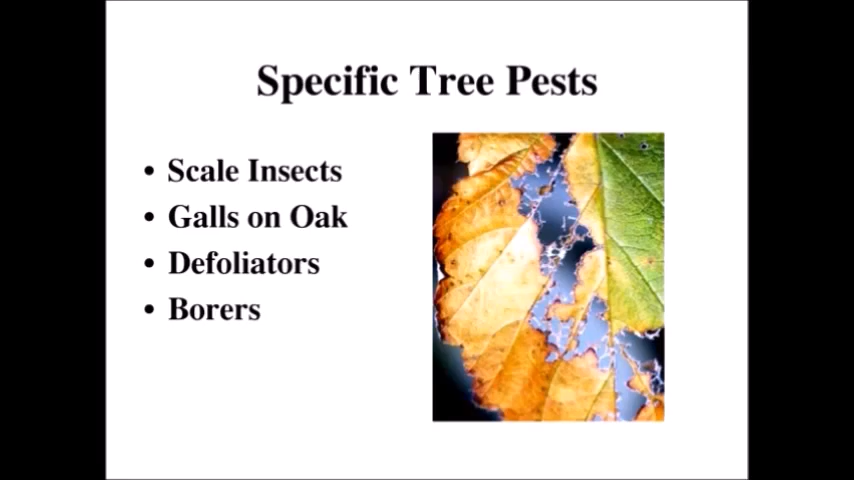 Specific Tree Pests
• Scale Insects
• Galls on Oak
• Defoliators
• Borers